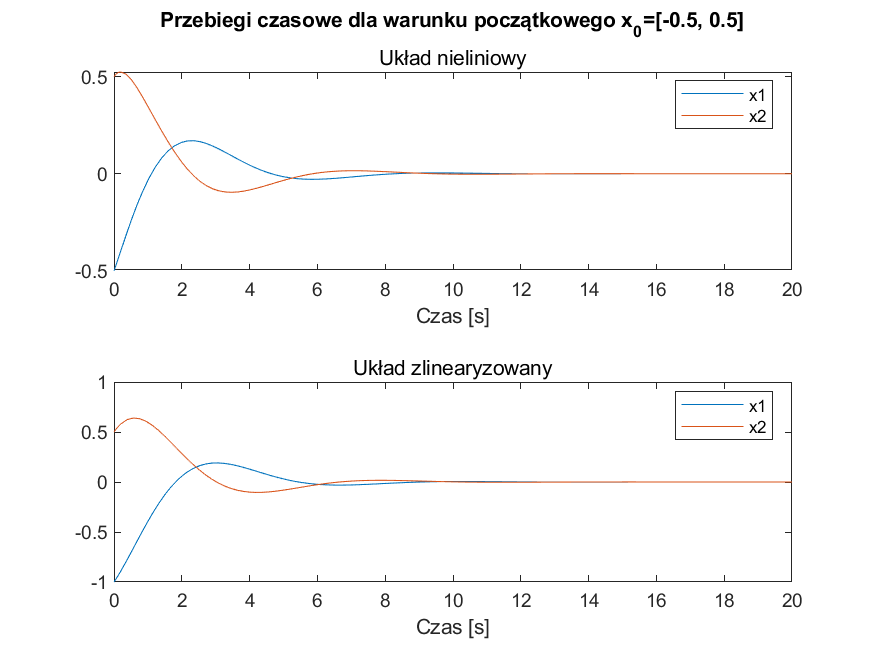 Przebiegi czasowe dla warunku początkowego x0=[-0.5, 0.5]
Układ nieliniowy
0.5
0
-0.5
x1
x2
0 2 4 6 8 10 12 14 16 18 20
Czas [s]
Układ zlinearyzowany
1
0.5
0
-0.5
-1
x1
x2
0 2 4 6 8 10 12 14 16 18 20
Czas [s]